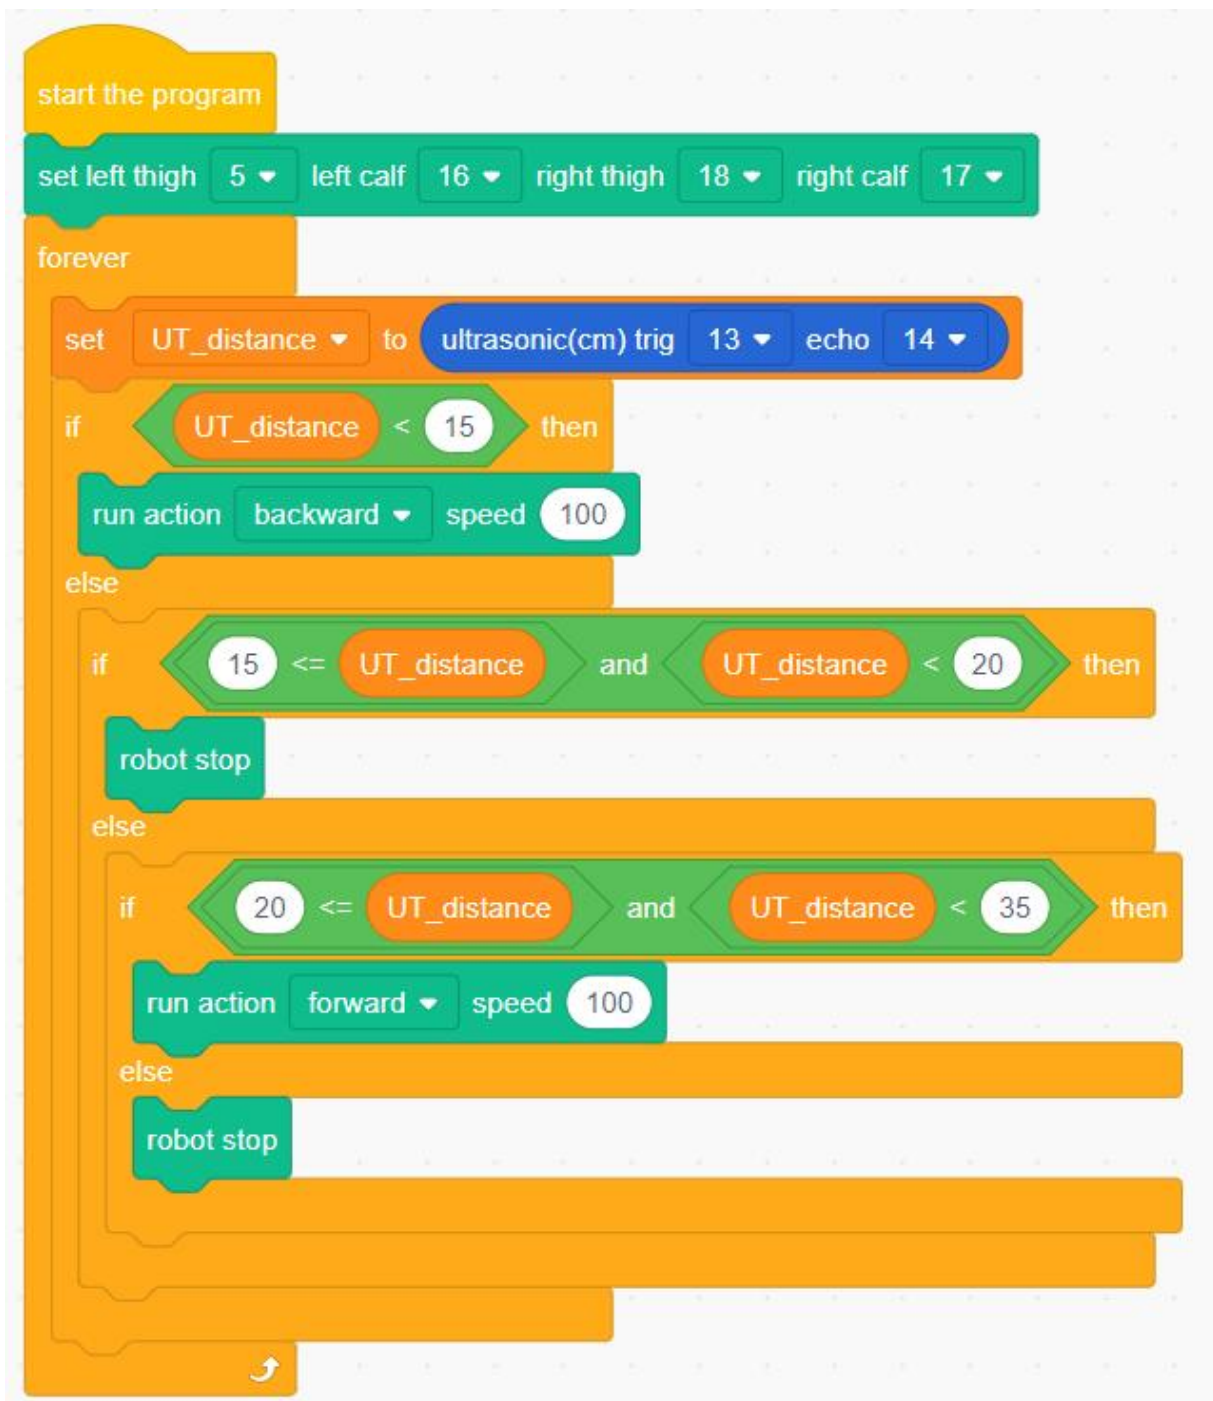 start the program
set left thigh 5 left calf 16 right thigh 18 right calf 17
forever
set UT_distance to ultrasonic(cm) trig 13 echo 14
if UT_distance < 15 then
run action backward speed 100
else
if 15 <= UT_distance and UT_distance < 20 then
robot stop
else
if 20 <= UT_distance and UT_distance < 35 then
run action forward speed 100
else
robot stop